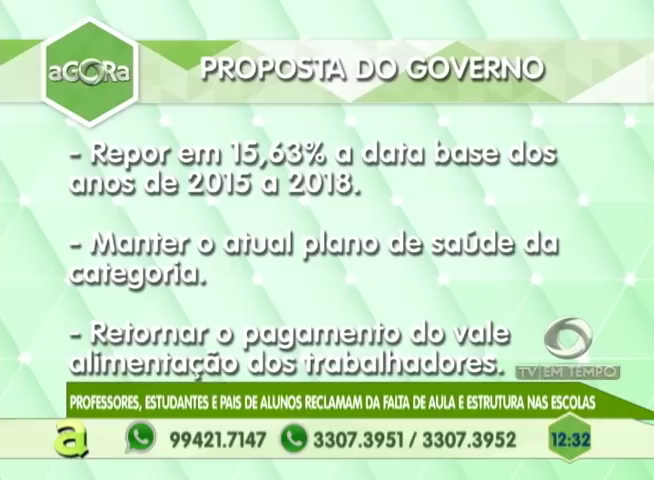 aGORa
PROPOSTA DO GOVERNO
- Repor em 15,63% a data base dos
anos de 2015 a 2018.
- Manter o atual plano de saúde da
categoria.
- Retornar o pagamento do vale
alimentação dos trabalhadores.
TV EM TEMPO
PROFESSORES, ESTUDANTES E PAIS DE ALUNOS RECLAMAM DA FALTA DE AULA E ESTRUTURA NAS ESCOLAS
a 99421.7147 3307.3951 / 3307.3952 12:32